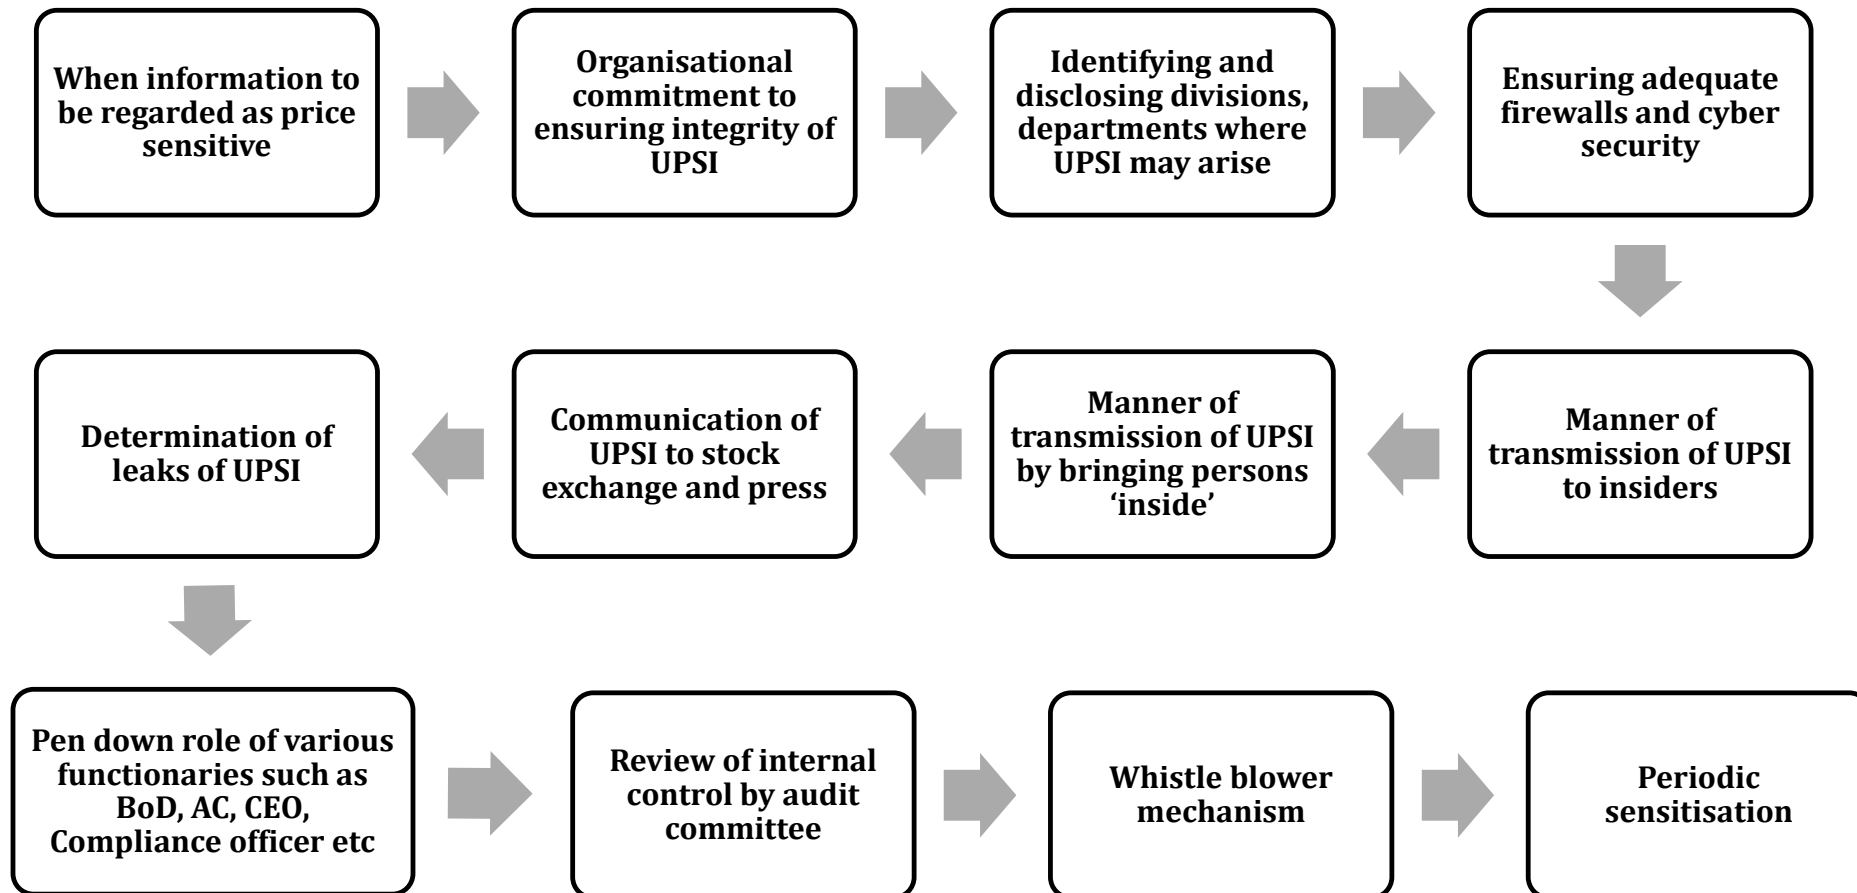 When information to
be regarded as price
sensitive
Organisational
commitment to
ensuring integrity of
UPSI
Identifying and
disclosing divisions,
departments where
UPSI may arise
Ensuring adequate
firewalls and cyber
security
Manner of
transmission of UPSI
to insiders
Manner of
transmission of UPSI
by bringing persons
‘inside’
Communication of
UPSI to stock
exchange and press
Determination of
leaks of UPSI
Pen down role of various
functionaries such as
BoD, AC, CEO,
Compliance officer etc
Review of internal
control by audit
committee
Whistle blower
mechanism
Periodic
sensitisation